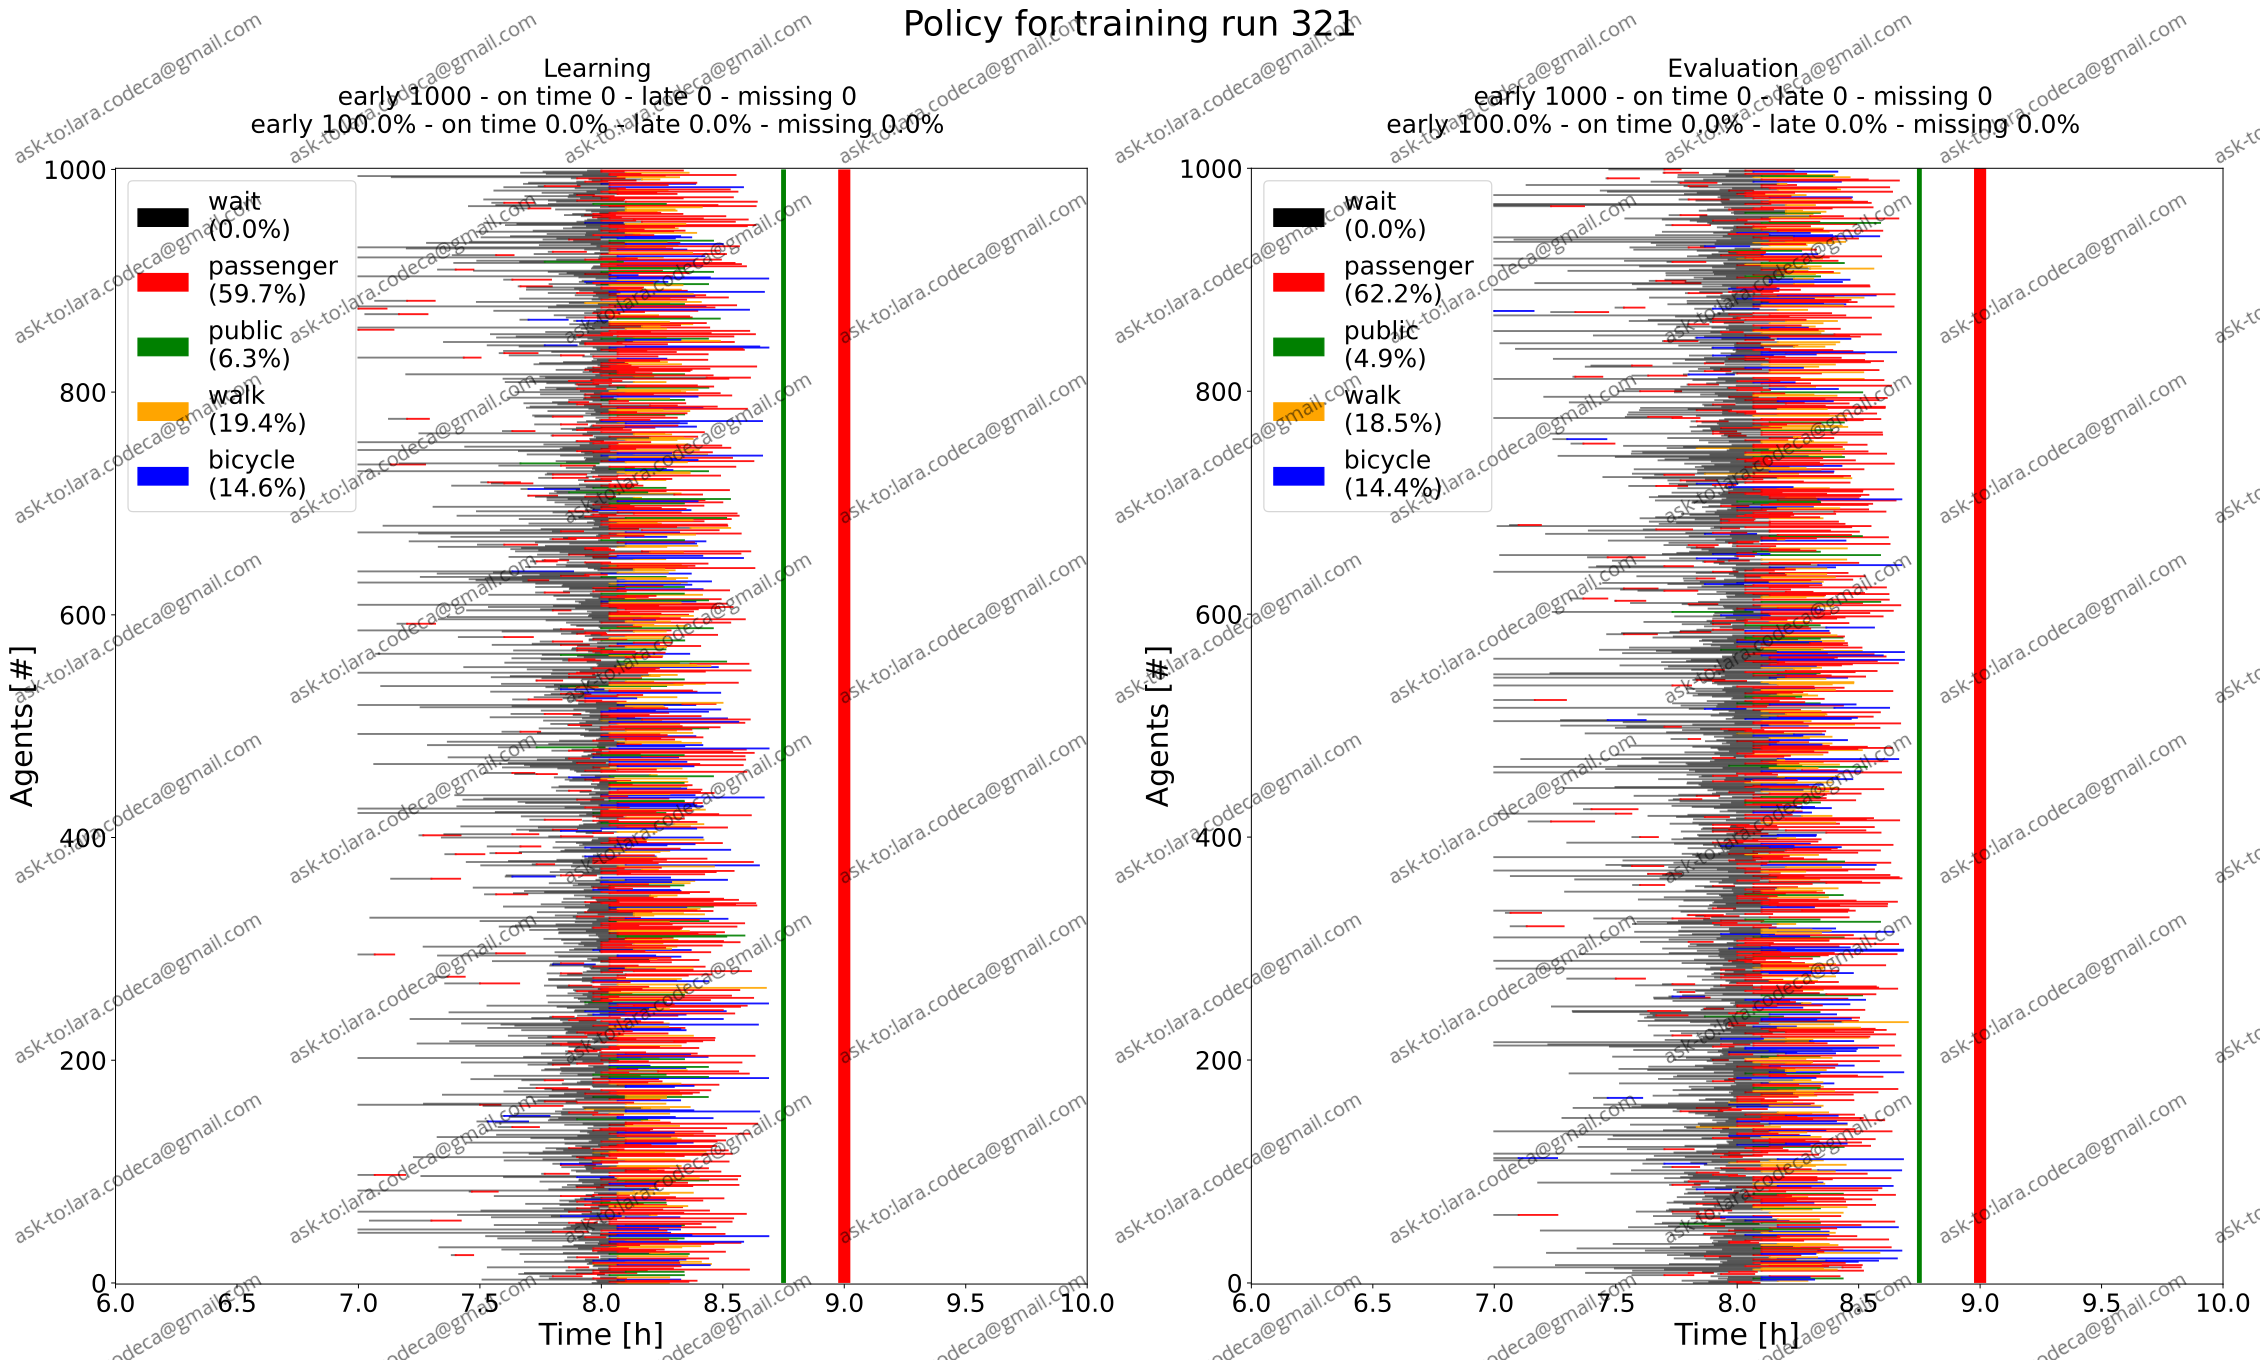 Policy for training run 321
Learning
early 1000 - on time 0 - late 0 - missing 0
early 100.0% - on time 0.0% - late 0.0% - missing 0.0%
1000
800
600
400
200
0
Agents [#]
wait
(0.0%)
passenger
(59.7%)
public
(6.3%)
walk
(19.4%)
bicycle
(14.6%)
6.0 6.5 7.0 7.5 8.0 8.5 9.0 9.5 10.0
Time [h]
Evaluation
early 1000 - on time 0 - late 0 - missing 0
early 100.0% - on time 0.0% - late 0.0% - missing 0.0%
1000
800
600
400
200
0
Agents [#]
wait
(0.0%)
passenger
(62.2%)
public
(4.9%)
walk
(18.5%)
bicycle
(14.4%)
6.0 6.5 7.0 7.5 8.0 8.5 9.0 9.5 10.0
Time [h]
ask-to:lara.codeca@gmail.com